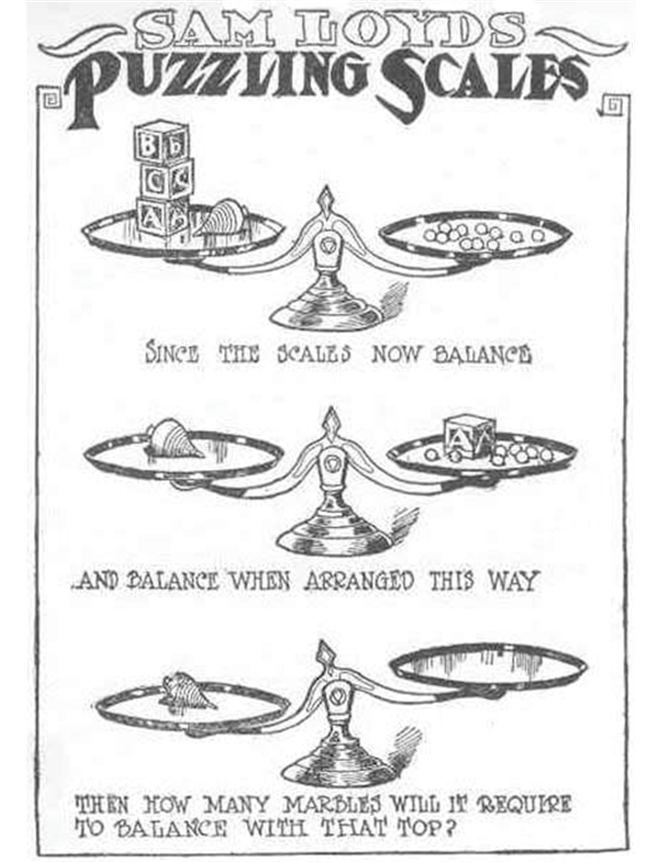 SAM LOYDS
PUZZLING SCALES
B b
C C
A A
SINCE THE SCALES NOW BALANCE
A A
AND BALANCE WHEN ARRANGED THIS WAY
THEN HOW MANY MARBLES WILL IT REQUIRE
TO BALANCE WITH THAT TOP?